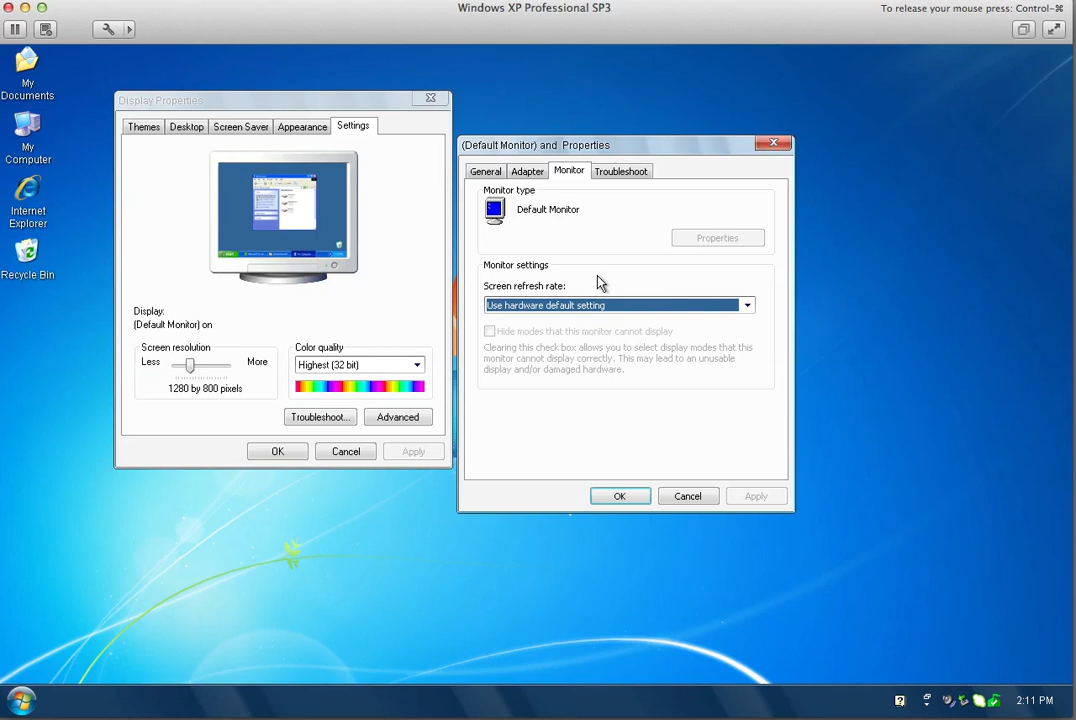 Windows XP Professional SP3
To release your mouse press: Control-⌘
My
Documents
My
Computer
Internet
Explorer
Recycle Bin
Display Properties
Themes
Desktop
Screen Saver
Appearance
Settings
Display:
(Default Monitor) on
Screen resolution
Less
More
1280 by 800 pixels
Color quality
Highest (32 bit)
Troubleshoot...
Advanced
OK
Cancel
Apply
(Default Monitor) and  Properties
General
Adapter
Monitor
Troubleshoot
Monitor type
Default Monitor
Properties
Monitor settings
Screen refresh rate:
Use hardware default setting
Hide modes that this monitor cannot display
Clearing this check box allows you to select display modes that this
monitor cannot display correctly. This may lead to an unusable
display and/or damaged hardware.
OK
Cancel
Apply
2:11 PM